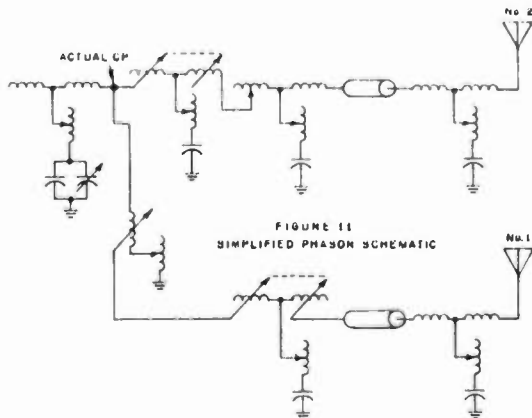 No. 2
ACTUAL CP
FIGURE 11
SIMPLIFIED PHASOR SCHEMATIC
No. 1